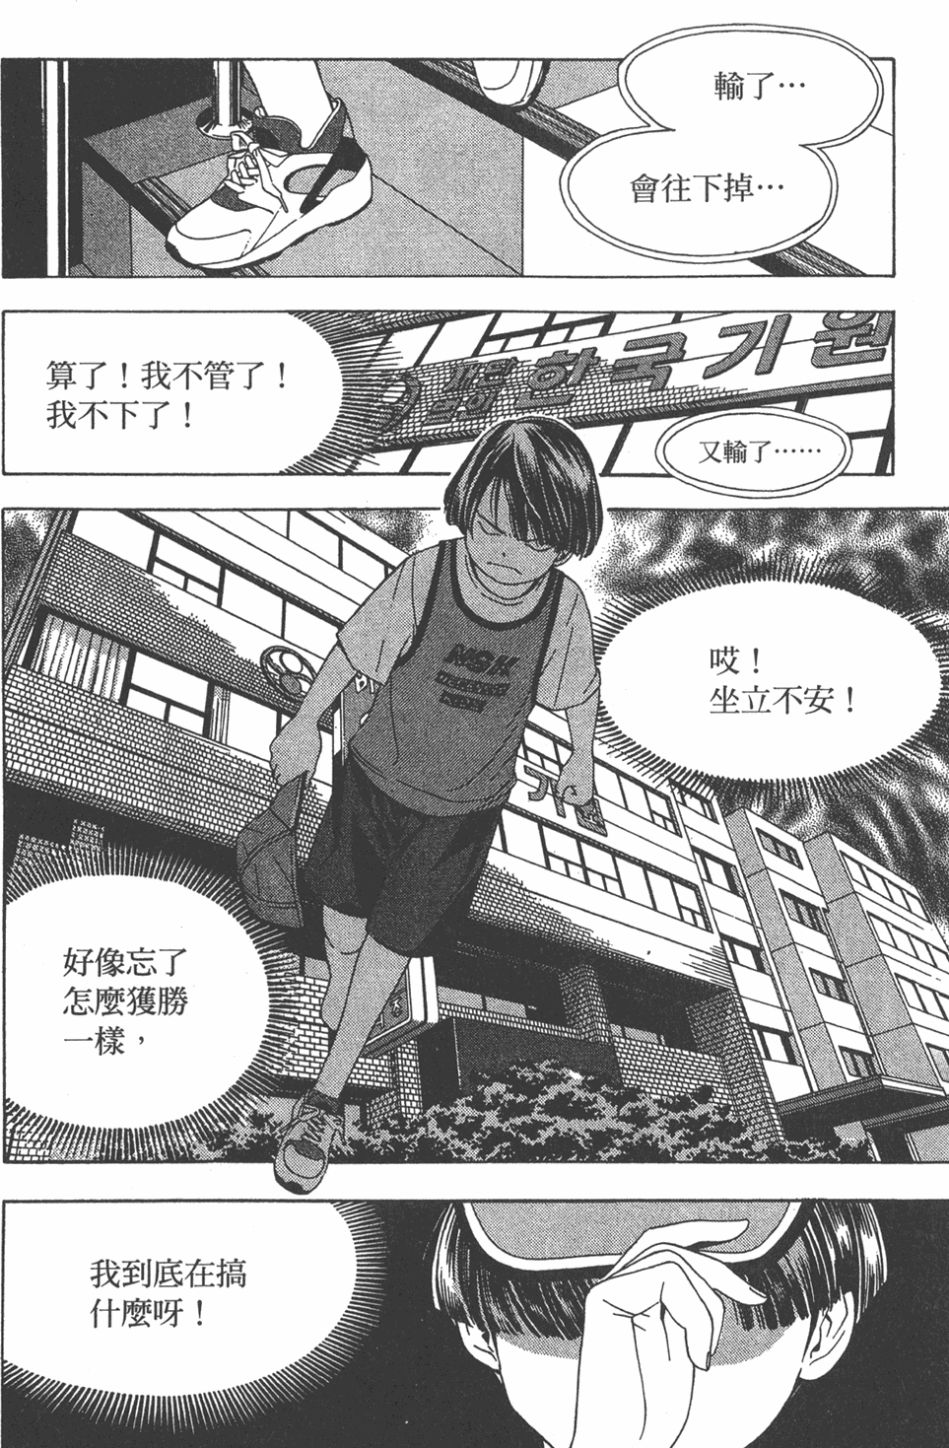 輸了…
會往下掉…
算了！我不管了！
我不下了！
한국기원
又輸了……
哎！
坐立不安！
기원
好像忘了
怎麼獲勝
一樣，
我到底在搞
什麼呀！